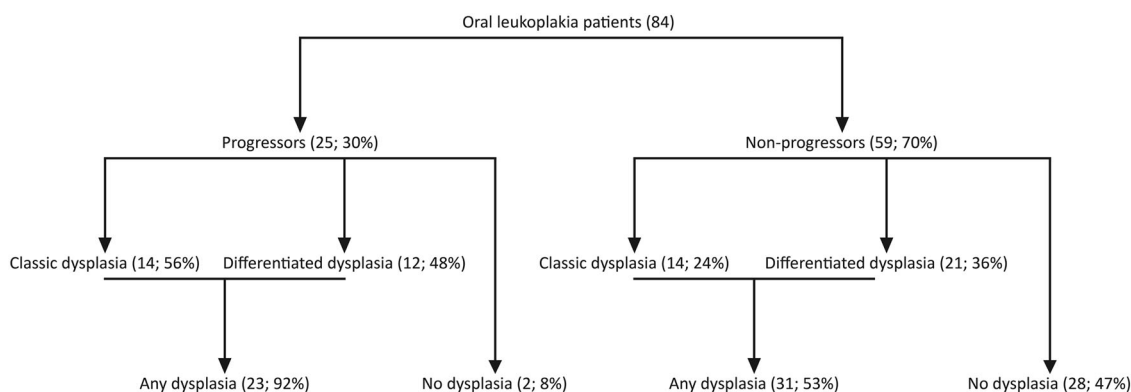 Oral leukoplakia patients (84)
Progressors (25; 30%)
Non-progressors (59; 70%)
Classic dysplasia (14; 56%)
Differentiated dysplasia (12; 48%)
Classic dysplasia (14; 24%)
Differentiated dysplasia (21; 36%)
Any dysplasia (23; 92%)
No dysplasia (2; 8%)
Any dysplasia (31; 53%)
No dysplasia (28; 47%)